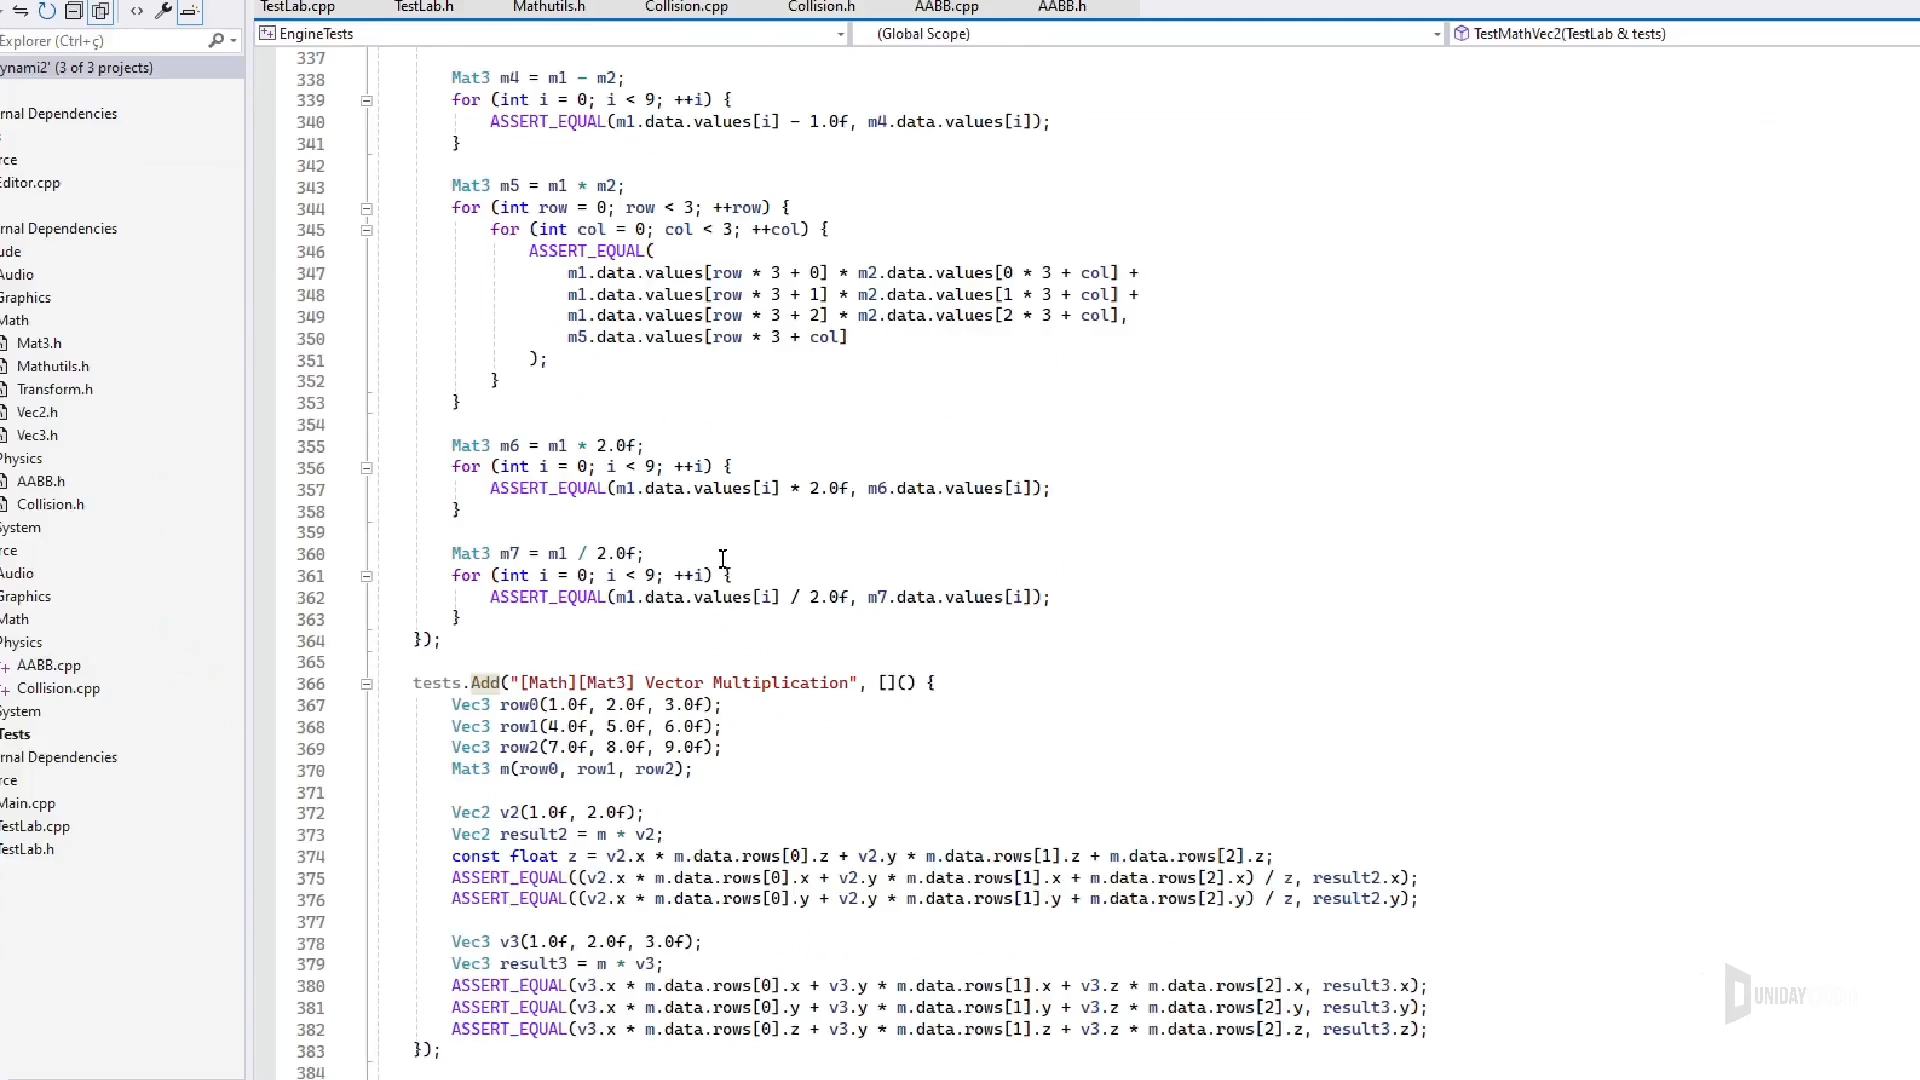 TestLab.cpp TestLab.h Mathutils.h Collision.cpp Collision.h AABB.cpp AABB.h
Explorer (Ctrl+ç)
EngineTests (Global Scope) TestMathVec2(TestLab & tests)
ynami2' (3 of 3 projects)
rnal Dependencies
rce
Editor.cpp
rnal Dependencies
ude
Audio
Graphics
Math
Mat3.h
Mathutils.h
Transform.h
Vec2.h
Vec3.h
Physics
AABB.h
Collision.h
System
rce
Audio
Graphics
Math
Physics
AABB.cpp
Collision.cpp
System
Tests
rnal Dependencies
rce
Main.cpp
TestLab.cpp
TestLab.h
337
338 Mat3 m4 = m1 - m2;
339 for (int i = 0; i < 9; ++i) {
340 ASSERT_EQUAL(m1.data.values[i] - 1.0f, m4.data.values[i]);
341 }
342
343 Mat3 m5 = m1 * m2;
344 for (int row = 0; row < 3; ++row) {
345 for (int col = 0; col < 3; ++col) {
346 ASSERT_EQUAL(
347 m1.data.values[row * 3 + 0] * m2.data.values[0 * 3 + col] +
348 m1.data.values[row * 3 + 1] * m2.data.values[1 * 3 + col] +
349 m1.data.values[row * 3 + 2] * m2.data.values[2 * 3 + col],
350 m5.data.values[row * 3 + col]
351 );
352 }
353 }
354
355 Mat3 m6 = m1 * 2.0f;
356 for (int i = 0; i < 9; ++i) {
357 ASSERT_EQUAL(m1.data.values[i] * 2.0f, m6.data.values[i]);
358 }
359
360 Mat3 m7 = m1 / 2.0f;
361 for (int i = 0; i < 9; ++i) {
362 ASSERT_EQUAL(m1.data.values[i] / 2.0f, m7.data.values[i]);
363 }
364 });
365
366 tests.Add("[Math][Mat3] Vector Multiplication", []() {
367 Vec3 row0(1.0f, 2.0f, 3.0f);
368 Vec3 row1(4.0f, 5.0f, 6.0f);
369 Vec3 row2(7.0f, 8.0f, 9.0f);
370 Mat3 m(row0, row1, row2);
371
372 Vec2 v2(1.0f, 2.0f);
373 Vec2 result2 = m * v2;
374 const float z = v2.x * m.data.rows[0].z + v2.y * m.data.rows[1].z + m.data.rows[2].z;
375 ASSERT_EQUAL((v2.x * m.data.rows[0].x + v2.y * m.data.rows[1].x + m.data.rows[2].x) / z, result2.x);
376 ASSERT_EQUAL((v2.x * m.data.rows[0].y + v2.y * m.data.rows[1].y + m.data.rows[2].y) / z, result2.y);
377
378 Vec3 v3(1.0f, 2.0f, 3.0f);
379 Vec3 result3 = m * v3;
380 ASSERT_EQUAL(v3.x * m.data.rows[0].x + v3.y * m.data.rows[1].x + v3.z * m.data.rows[2].x, result3.x);
381 ASSERT_EQUAL(v3.x * m.data.rows[0].y + v3.y * m.data.rows[1].y + v3.z * m.data.rows[2].y, result3.y);
382 ASSERT_EQUAL(v3.x * m.data.rows[0].z + v3.y * m.data.rows[1].z + v3.z * m.data.rows[2].z, result3.z);
383 });
384
UNIDAY